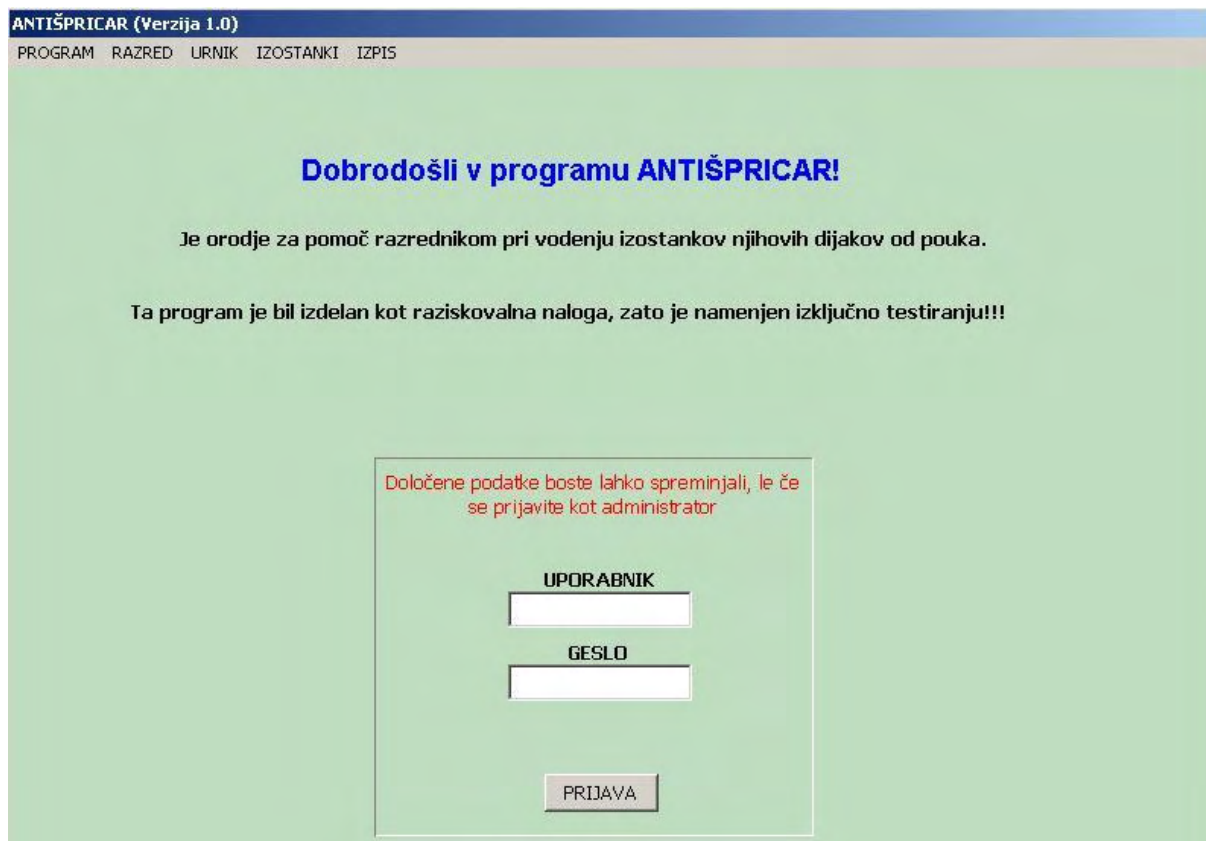 ANTIŠPRICAR (Verzija 1.0)
PROGRAM RAZRED URNIK IZOSTANKI IZPIS
Dobrodošli v programu ANTIŠPRICAR!
Je orodje za pomoč razrednikom pri vodenju izostankov njihovih dijakov od pouka.
Ta program je bil izdelan kot raziskovalna naloga, zato je namenjen izključno testiranju!!!
Določene podatke boste lahko spreminjali, le če
se prijavite kot administrator
UPORABNIK
GESLO
PRIJAVA